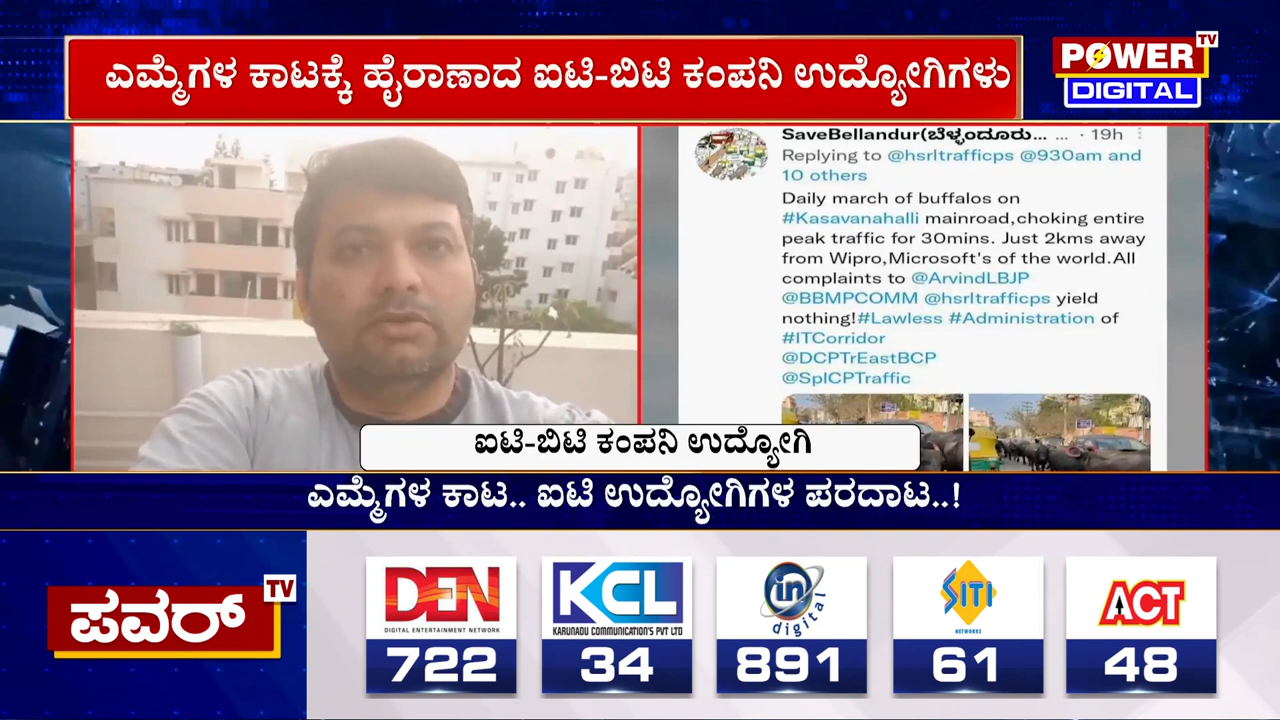 ಎಮ್ಮೆಗಳ ಕಾಟಕ್ಕೆ ಹೈರಾಣಾದ ಐಟಿ-ಬಿಟಿ ಕಂಪನಿ ಉದ್ಯೋಗಿಗಳು
POWER TV
DIGITAL
SaveBellandur(ಬೆಳ್ಳಂದೂರು... ... · 19h
Replying to @hsrltrafficps @930am and
10 others
Daily march of buffalos on
#Kasavanahalli mainroad,choking entire
peak traffic for 30mins. Just 2kms away
from Wipro,Microsoft's of the world.All
complaints to @ArvindLBJP
@BBMPCOMM @hsrltrafficps yield
nothing!#Lawless #Administration of
#ITCorridor
@DCPTrEastBCP
@SplCPTraffic
ಐಟಿ-ಬಿಟಿ ಕಂಪನಿ ಉದ್ಯೋಗಿ
ಎಮ್ಮೆಗಳ ಕಾಟ.. ಐಟಿ ಉದ್ಯೋಗಿಗಳ ಪರದಾಟ..!
ಪವರ್ TV
DEN
DIGITAL ENTERTAINMENT NETWORK
722
KCL
KARUNADU COMMUNICATION'S PVT LTD
34
in
digital
891
SITI
NETWORKS
61
ACT
48